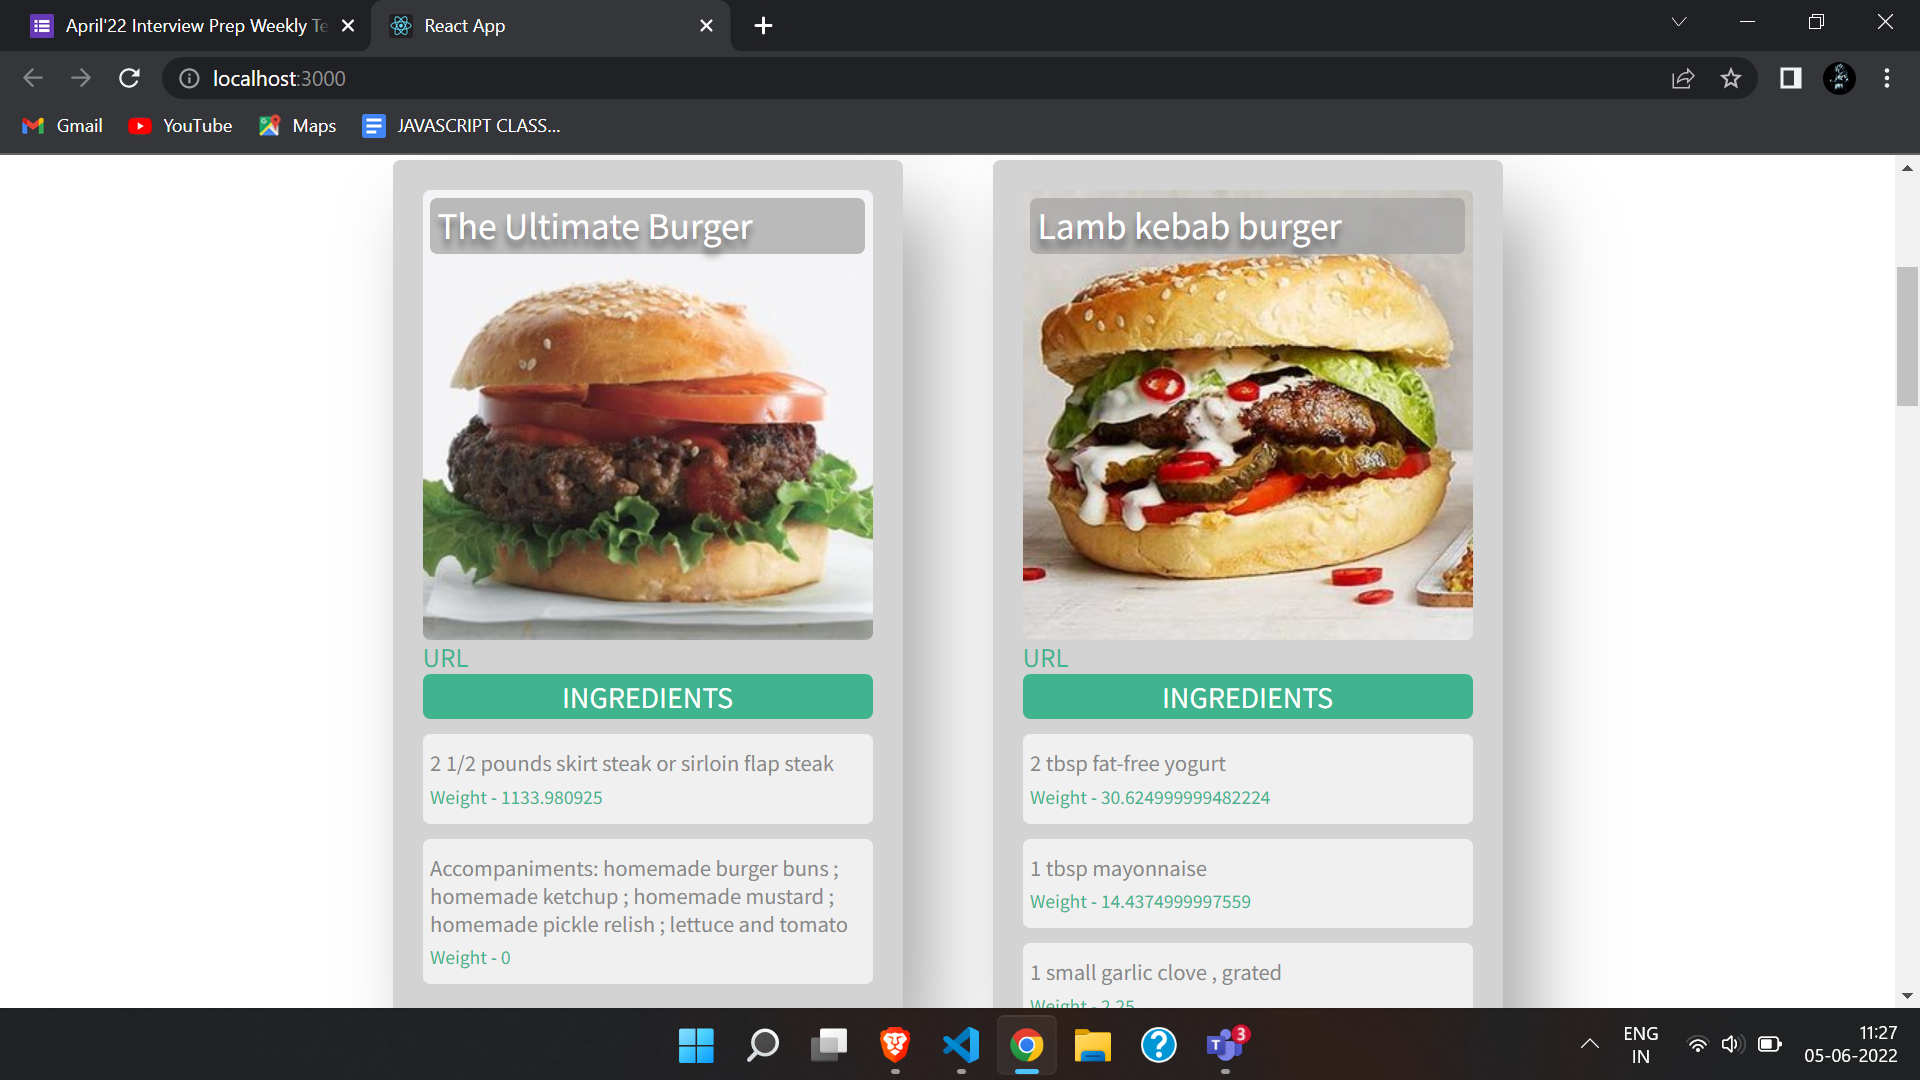 April'22 Interview Prep Weekly Te
React App
localhost:3000
Gmail
YouTube
Maps
JAVASCRIPT CLASS...
The Ultimate Burger
URL
INGREDIENTS
2 1/2 pounds skirt steak or sirloin flap steak
Weight - 1133.980925
Accompaniments: homemade burger buns ;
homemade ketchup ; homemade mustard ;
homemade pickle relish ; lettuce and tomato
Weight - 0
Lamb kebab burger
URL
INGREDIENTS
2 tbsp fat-free yogurt
Weight - 30.624999999482224
1 tbsp mayonnaise
Weight - 14.4374999997559
1 small garlic clove , grated
Weight - 2.25
3
ENG
IN
11:27
05-06-2022